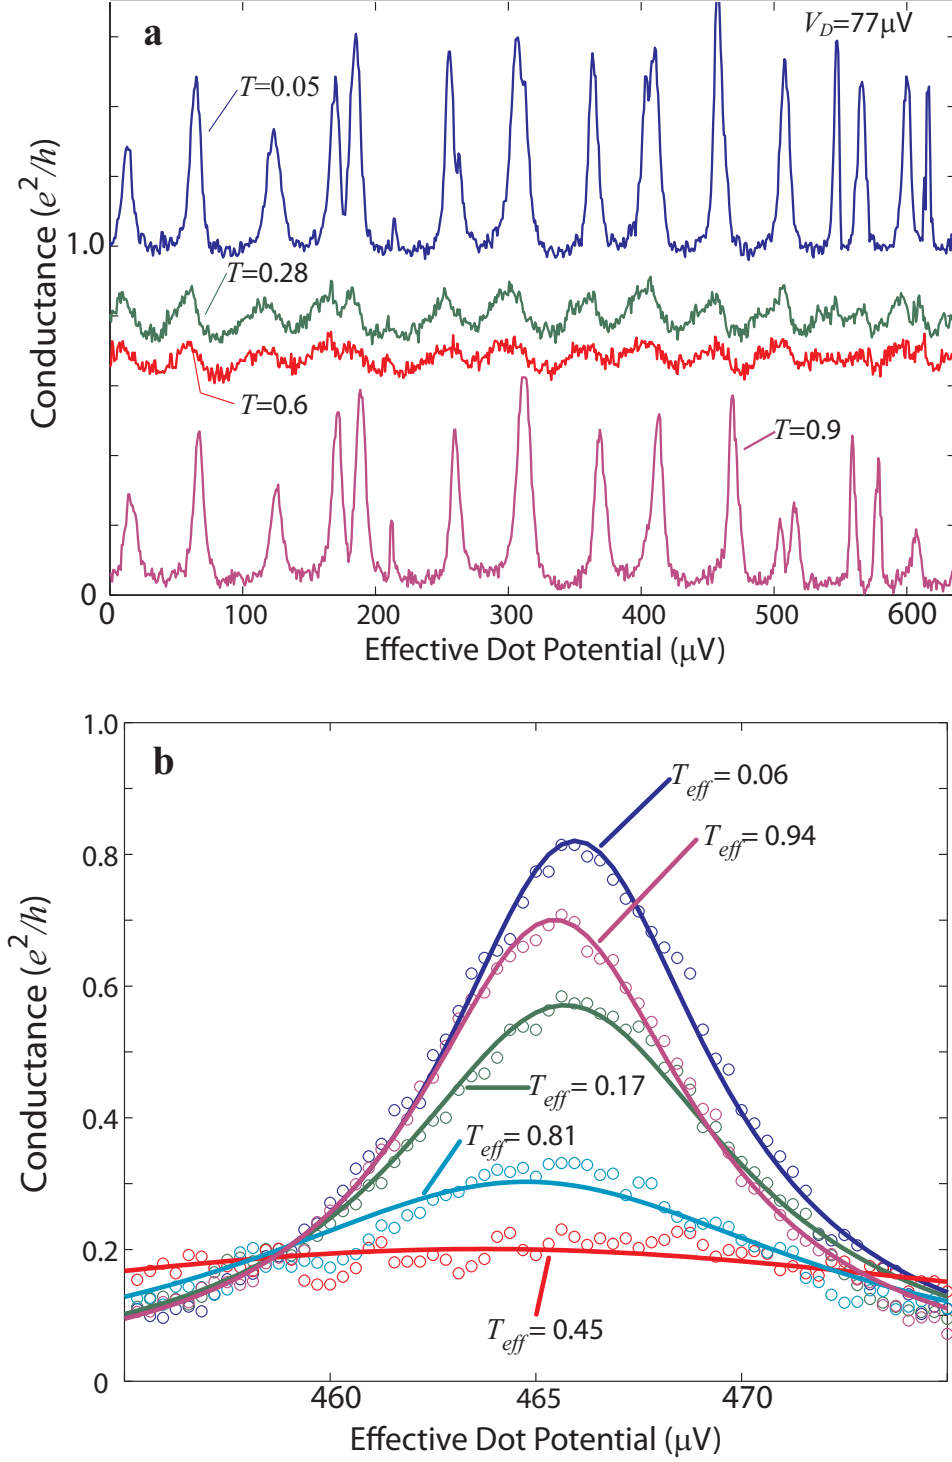 a
V_D=77μV
T=0.05
Conductance (e²/h)
1.0
T=0.28
T=0.6
T=0.9
0
0 100 200 300 400 500 600
Effective Dot Potential (μV)
b
1.0
T_eff = 0.06
T_eff = 0.94
0.8
Conductance (e²/h)
0.6
T_eff = 0.17
0.4
T_eff = 0.81
0.2
T_eff = 0.45
0
460 465 470
Effective Dot Potential (μV)